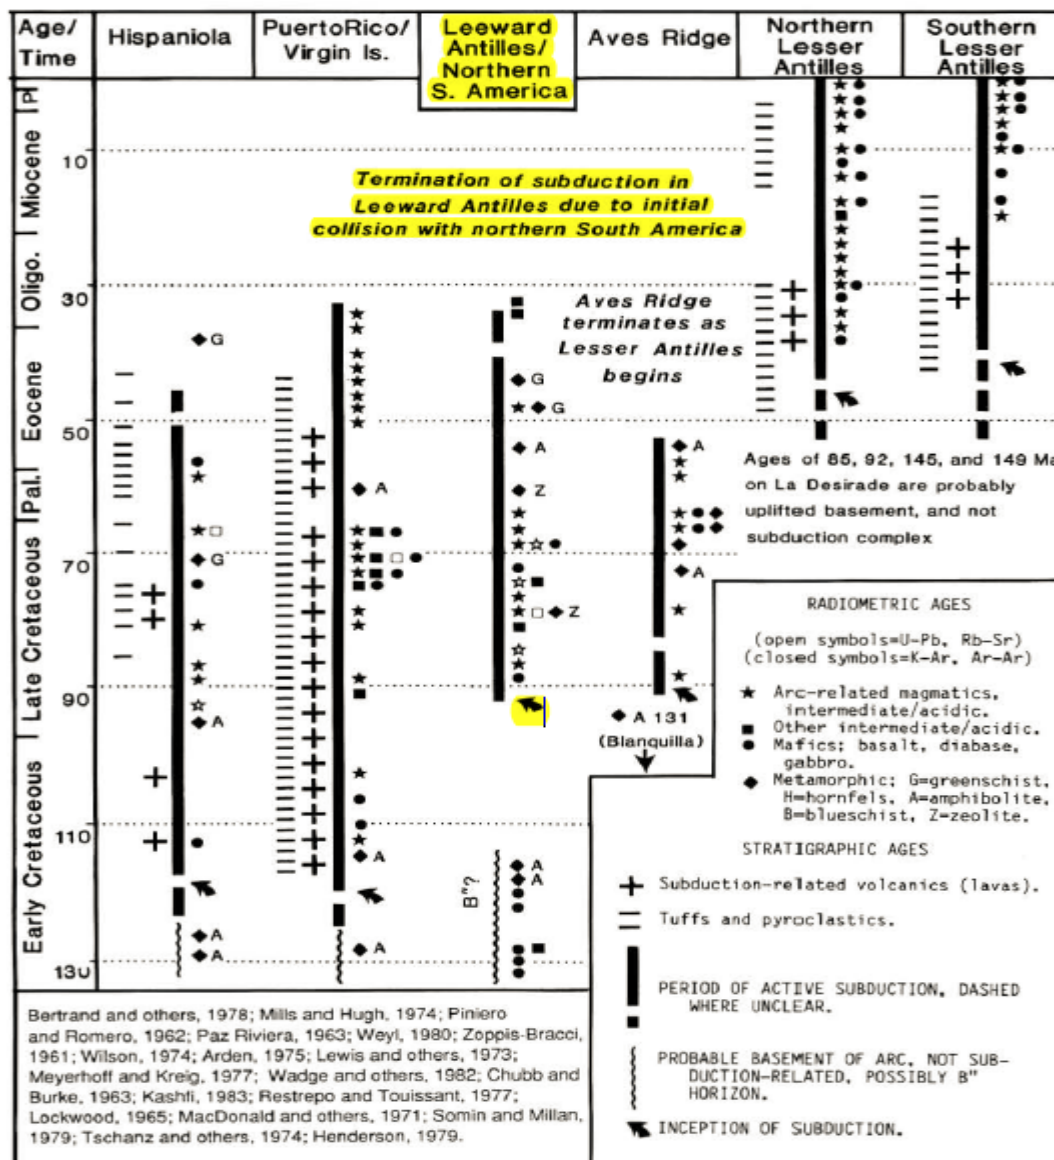 Age/
Time
Hispaniola
PuertoRico/
Virgin Is.
Leeward
Antilles/
Northern
S. America
Aves Ridge
Northern
Lesser
Antilles
Southern
Lesser
Antilles
Pl
Miocene
Oligo.
Eocene
Pal.
Late Cretaceous
Early Cretaceous
10
30
50
70
90
110
130
Termination of subduction in
Leeward Antilles due to initial
collision with northern South America
Aves Ridge
terminates as
Lesser Antilles
begins
G
G
A
A
A
A
A
A
G
G
A
Z
Z
A
A
B"?
A
A
A 131
(Blanquilla)
Ages of 85, 92, 145, and 149 Ma
on La Desirade are probably
uplifted basement, and not
subduction complex
RADIOMETRIC AGES
(open symbols=U-Pb, Rb-Sr)
(closed symbols=K-Ar, Ar-Ar)
Arc-related magmatics,
intermediate/acidic.
Other intermediate/acidic.
Mafics; basalt, diabase,
gabbro.
Metamorphic; G=greenschist,
H=hornfels, A=amphibolite,
B=blueschist, Z=zeolite.
STRATIGRAPHIC AGES
Subduction-related volcanics (lavas).
Tuffs and pyroclastics.
PERIOD OF ACTIVE SUBDUCTION, DASHED
WHERE UNCLEAR.
PROBABLE BASEMENT OF ARC, NOT SUB-
DUCTION-RELATED, POSSIBLY B"
HORIZON.
INCEPTION OF SUBDUCTION.
Bertrand and others, 1978; Mills and Hugh, 1974; Piniero
and Romero, 1962; Paz Riviera, 1963; Weyl, 1980; Zoppis-Bracci,
1961; Wilson, 1974; Arden, 1975; Lewis and others, 1973;
Meyerhoff and Kreig, 1977; Wadge and others, 1982; Chubb and
Burke, 1963; Kashfi, 1983; Restrepo and Touissant, 1977;
Lockwood, 1965; MacDonald and others, 1971; Somin and Millan,
1979; Tschanz and others, 1974; Henderson, 1979.